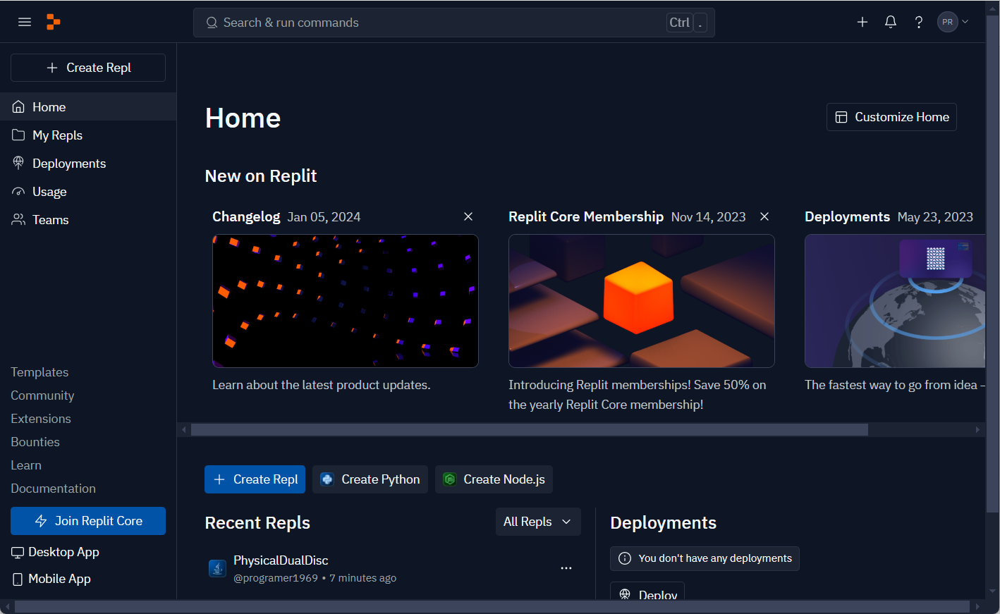 Search & run commands
Ctrl .
PR
Create Repl
Home
My Repls
Deployments
Usage
Teams
Templates
Community
Extensions
Bounties
Learn
Documentation
Join Replit Core
Desktop App
Mobile App
Home
Customize Home
New on Replit
Changelog Jan 05, 2024
Learn about the latest product updates.
Replit Core Membership Nov 14, 2023
Introducing Replit memberships! Save 50% on
the yearly Replit Core membership!
Deployments May 23, 2023
The fastest way to go from idea –
Create Repl
Create Python
Create Node.js
Recent Repls
All Repls
PhysicalDualDisc
@programer1969 • 7 minutes ago
Deployments
You don't have any deployments
Deploy